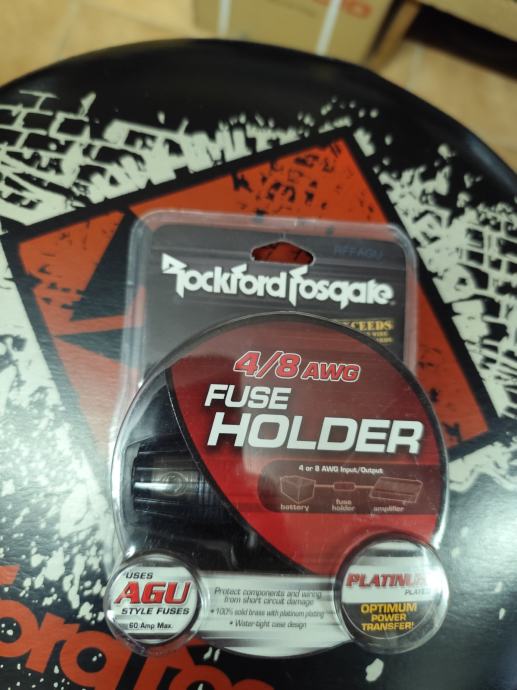 RFFAGU
Rockford Fosgate
EXCEEDS
4/8 AWG
FUSE
HOLDER
4 or 8 AWG Input/Output
battery
fuse
holder
amplifier
USES
AGU
STYLE FUSES
60 Amp Max.
Protect components and wiring
from short circuit damage
• 100% solid brass with platinum plating
• Water-tight case design
PLATINUM
PLATED
OPTIMUM
POWER
TRANSFER!